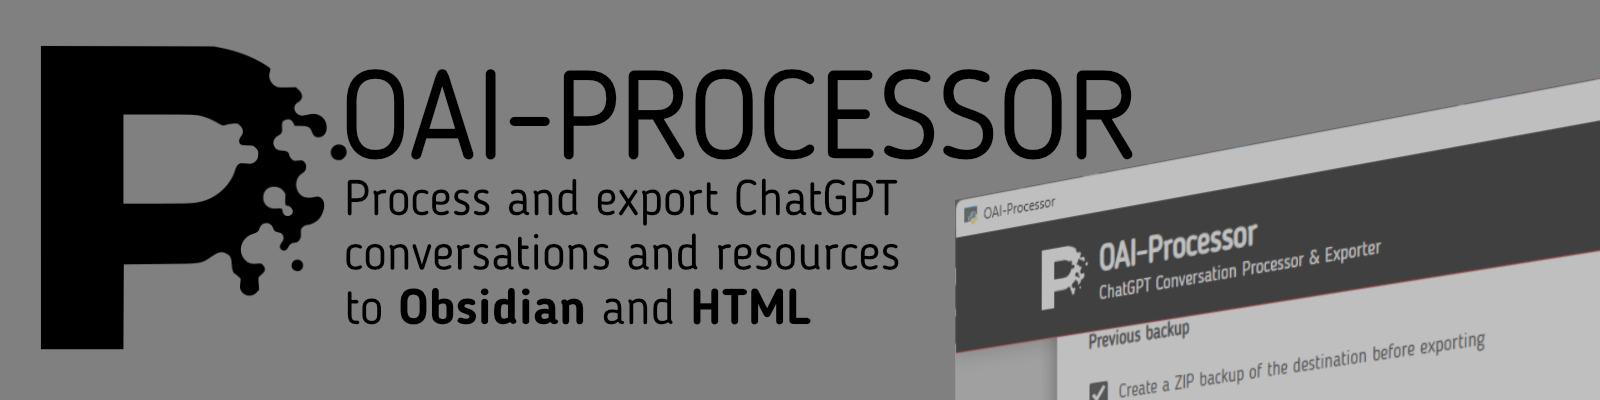 OAI-PROCESSOR
Process and export ChatGPT
conversations and resources
to Obsidian and HTML
OAI-Processor
OAI-Processor
ChatGPT Conversation Processor & Exporter
Previous backup
Create a ZIP backup of the destination before exporting